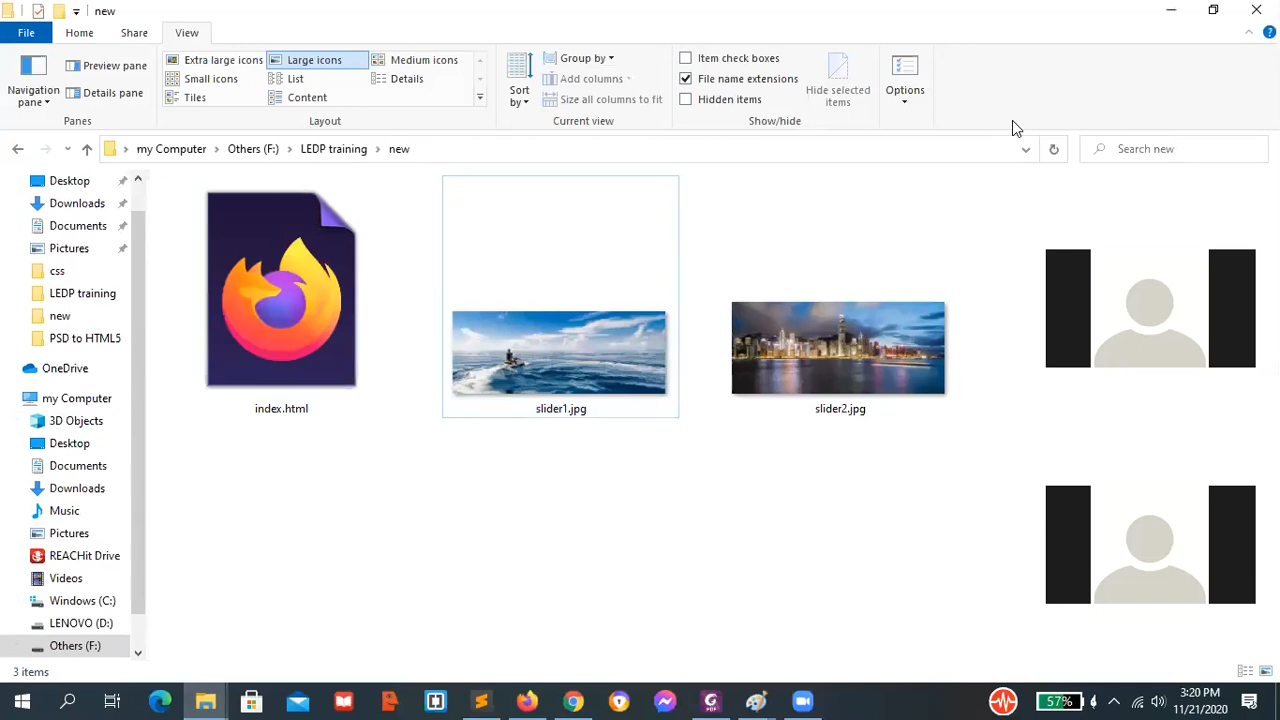 new
File
Home
Share
View
Navigation
pane
Preview pane
Details pane
Panes
Extra large icons
Large icons
Medium icons
Small icons
List
Details
Tiles
Content
Layout
Sort
by
Group by
Add columns
Size all columns to fit
Current view
Item check boxes
File name extensions
Hidden items
Hide selected
items
Show/hide
Options
my Computer
Others (F:)
LEDP training
new
Search new
Desktop
Downloads
Documents
Pictures
css
LEDP training
new
PSD to HTML5
OneDrive
my Computer
3D Objects
Desktop
Documents
Downloads
Music
Pictures
REACHit Drive
Videos
Windows (C:)
LENOVO (D:)
Others (F:)
index.html
slider1.jpg
slider2.jpg
3 items
57%
3:20 PM
11/21/2020